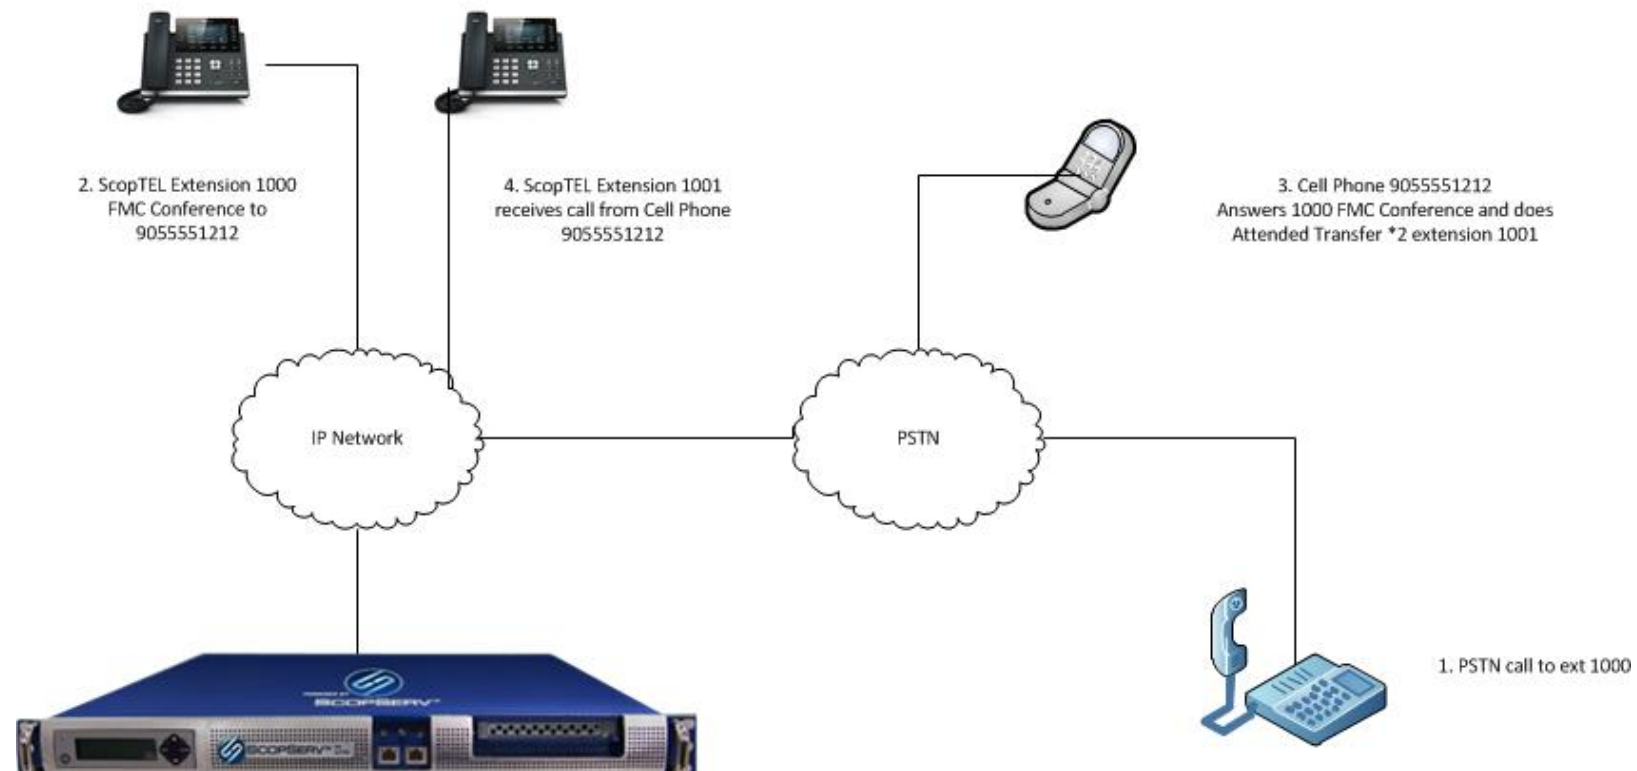 2. ScopTEL Extension 1000
FMC Conference to
9055551212
4. ScopTEL Extension 1001
receives call from Cell Phone
9055551212
3. Cell Phone 9055551212
Answers 1000 FMC Conference and does
Attended Transfer *2 extension 1001
IP Network
PSTN
1. PSTN call to ext 1000
POWERED BY
SCOPSERV
SCOPSERV